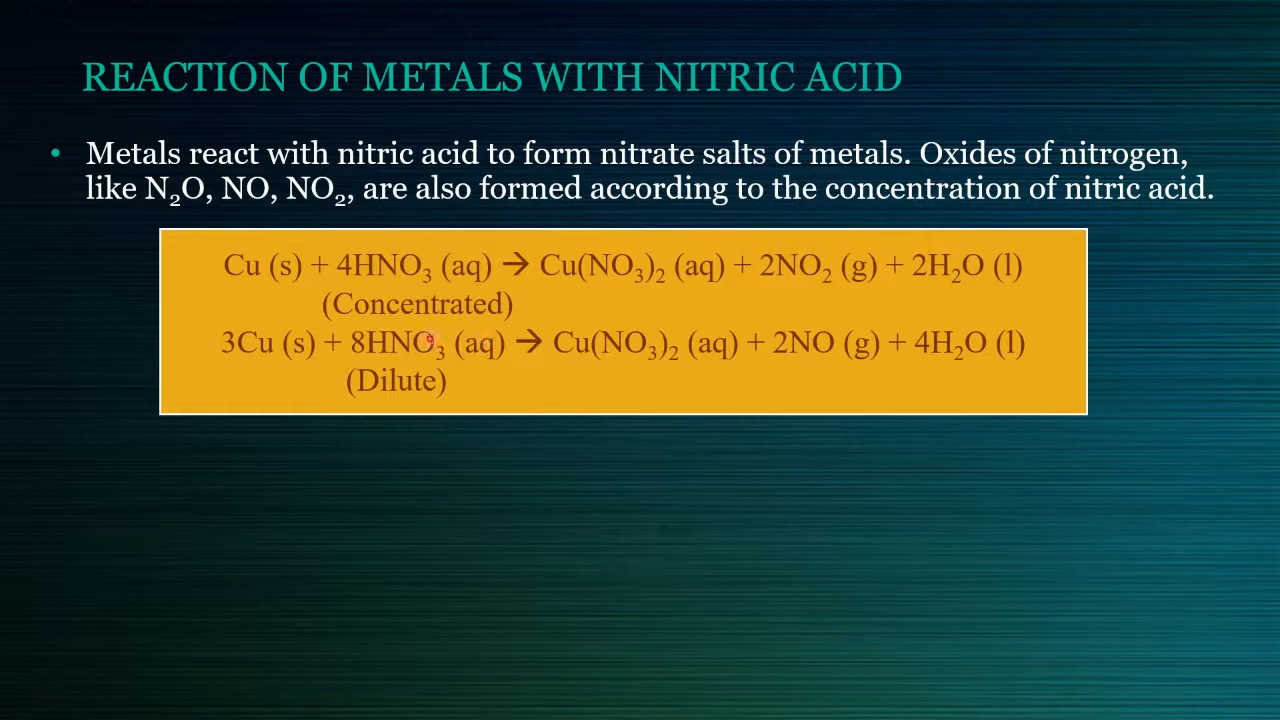 REACTION OF METALS WITH NITRIC ACID
• Metals react with nitric acid to form nitrate salts of metals. Oxides of nitrogen,
like N₂O, NO, NO₂, are also formed according to the concentration of nitric acid.
Cu (s) + 4HNO₃ (aq) → Cu(NO₃)₂ (aq) + 2NO₂ (g) + 2H₂O (l)
(Concentrated)
3Cu (s) + 8HNO₃ (aq) → Cu(NO₃)₂ (aq) + 2NO (g) + 4H₂O (l)
(Dilute)